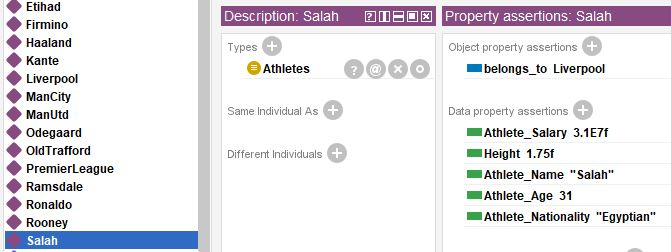 Etihad
Firmino
Haaland
Kante
Liverpool
ManCity
ManUtd
Odegaard
OldTrafford
PremierLeague
Ramsdale
Ronaldo
Rooney
Salah
Description: Salah
Types
Athletes
Same Individual As
Different Individuals
Property assertions: Salah
Object property assertions
belongs_to Liverpool
Data property assertions
Athlete_Salary 3.1E7f
Height 1.75f
Athlete_Name "Salah"
Athlete_Age 31
Athlete_Nationality "Egyptian"